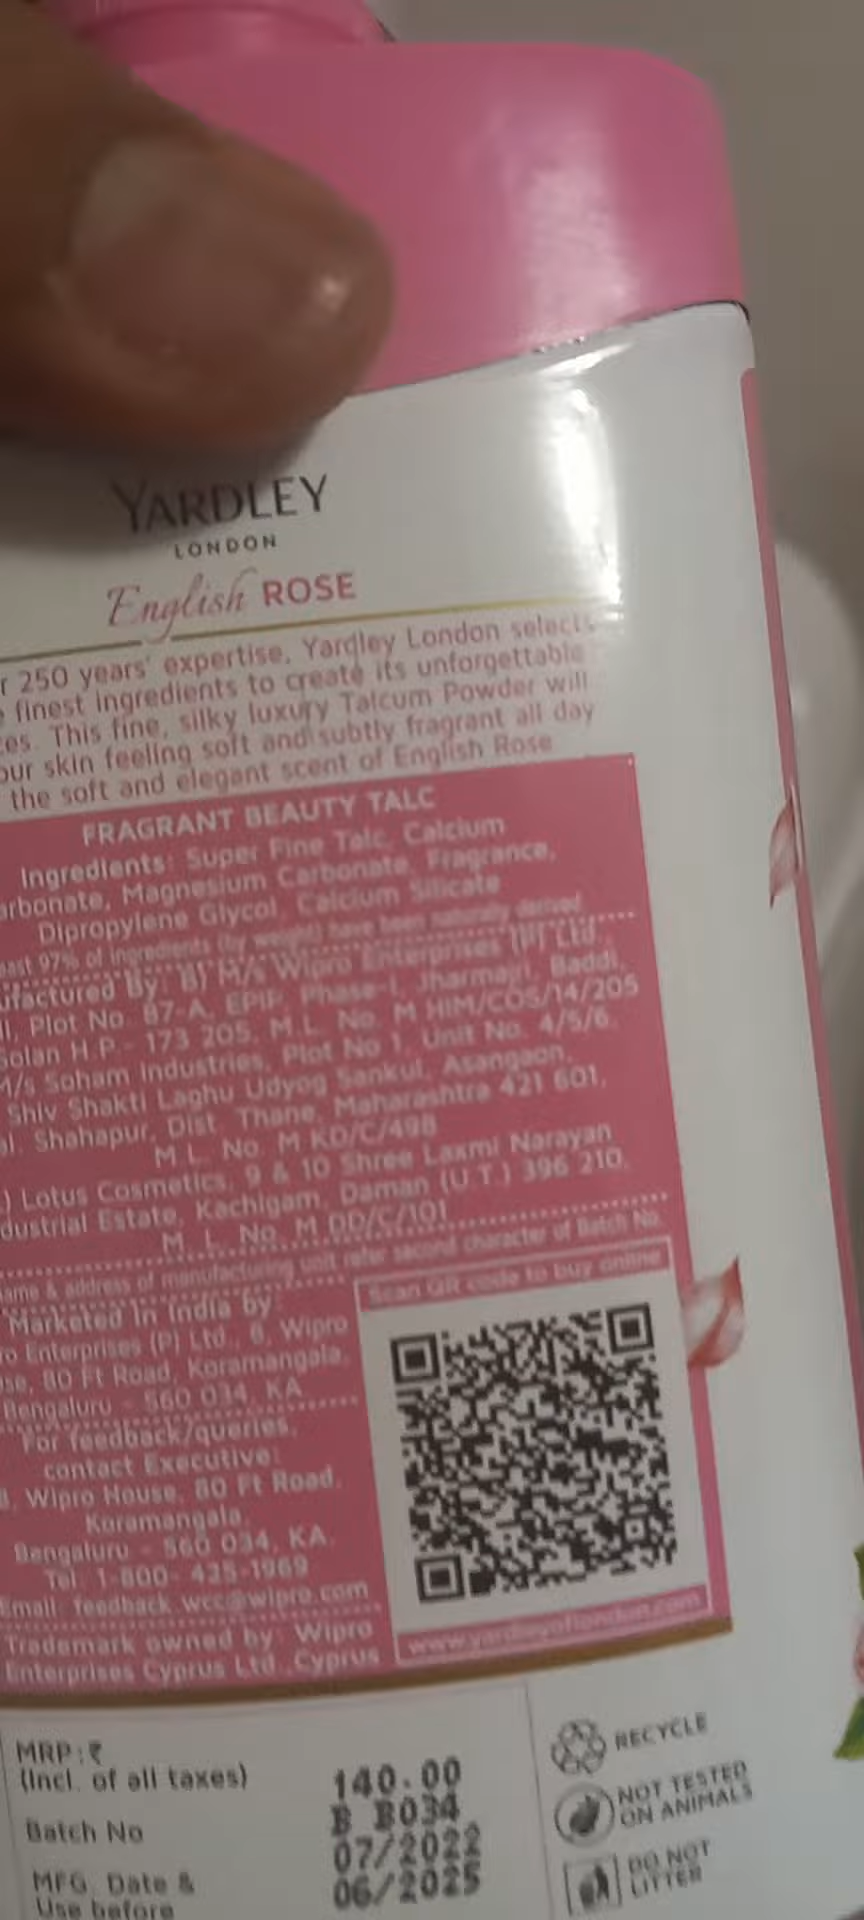 YARDLEY
LONDON
English ROSE
r 250 years' expertise, Yardley London selects
finest ingredients to create its unforgettable
ces. This fine, silky luxury Talcum Powder will
our skin feeling soft and subtly fragrant all day
the soft and elegant scent of English Rose
FRAGRANT BEAUTY TALC
Ingredients: Super Fine Talc, Calcium
arbonate, Magnesium Carbonate, Fragrance,
Dipropylene Glycol, Calcium Silicate
east 97% of ingredients (by weight) have been naturally derived
ufactured By: B) M/s Wipro Enterprises (P) Ltd.,
ll, Plot No. 87-A, EPIP, Phase-I, Jharmajri, Baddi,
Solan H.P.- 173 205, M.L. No. M HIM/COS/14/205
M/s Soham Industries, Plot No 1, Unit No. 4/5/6,
Shiv Shakti Laghu Udyog Sankul, Asangaon,
al. Shahapur, Dist. Thane, Maharashtra 421 601,
M L. No. M KD/C/498
) Lotus Cosmetics, 9 & 10 Shree Laxmi Narayan
dustrial Estate, Kachigam, Daman (U.T.) 396 210,
M. L. No. M DD/C/101
ame & address of manufacturing unit refer second character of Batch No.
Scan QR code to buy online
Marketed in India by:
ro Enterprises (P) Ltd., 8, Wipro
se, 80 Ft Road, Koramangala,
Bengaluru - 560 034, KA
For feedback/queries,
contact Executive:
8, Wipro House, 80 Ft Road,
Koramangala,
Bengaluru - 560 034, KA.
Tel: 1-800- 425-1969
Email: feedback.wcc@wipro.com
Trademark owned by: Wipro
Enterprises Cyprus Ltd.,Cyprus
www.yardleyoflondon.com
MRP:₹
(Incl. of all taxes) 140.00
Batch No B B034
MFG. Date & 07/2022
Use before 06/2025
RECYCLE
NOT TESTED
ON ANIMALS
DO NOT
LITTER